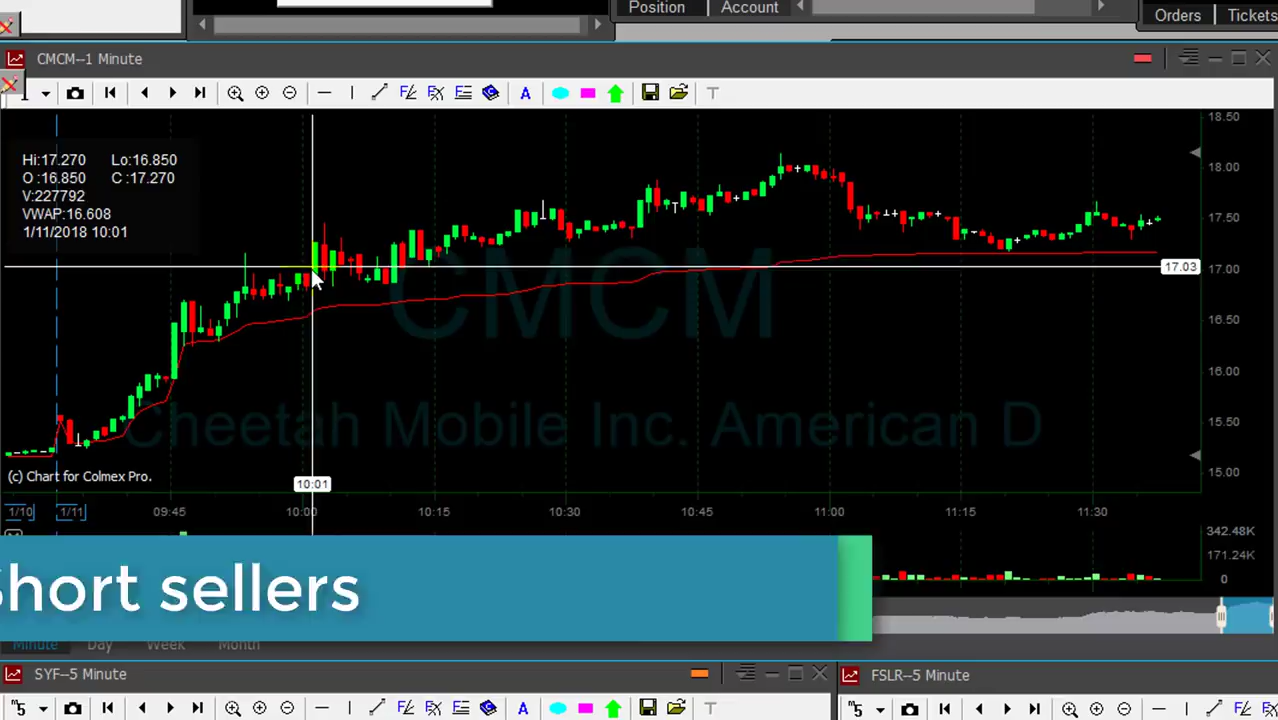 Position
Account
Orders
Tickets
CMCM--1 Minute
1
A
T
Hi:17.270
Lo:16.850
O :16.850
C :17.270
V:227792
VWAP:16.608
1/11/2018 10:01
18.50
18.00
17.50
17.03
17.00
16.50
16.00
15.50
15.00
CMCM
Cheetah Mobile Inc. American D
(c) Chart for Colmex Pro.
10:01
1/10
1/11
09:45
10:00
10:15
10:30
10:45
11:00
11:15
11:30
342.48K
171.24K
0
Short sellers
Minute
Day
Week
Month
SYF--5 Minute
FSLR--5 Minute
5
A
T
5